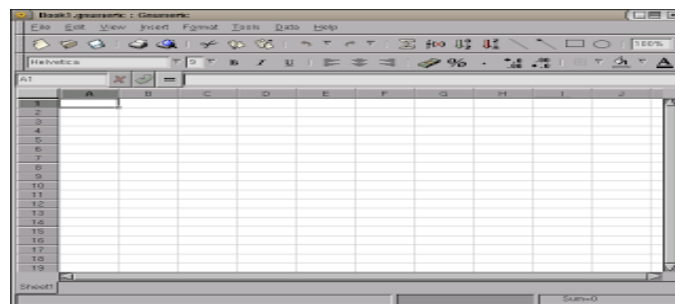 Book1.gnumeric : Gnumeric
File Edit View Insert Format Tools Data Help
f(x) 100%
Helvetica 9 B I U %
A1 =
A B C D E F G H I J
1
2
3
4
5
6
7
8
9
10
11
12
13
14
15
16
17
18
19
Sheet1
Sum=0